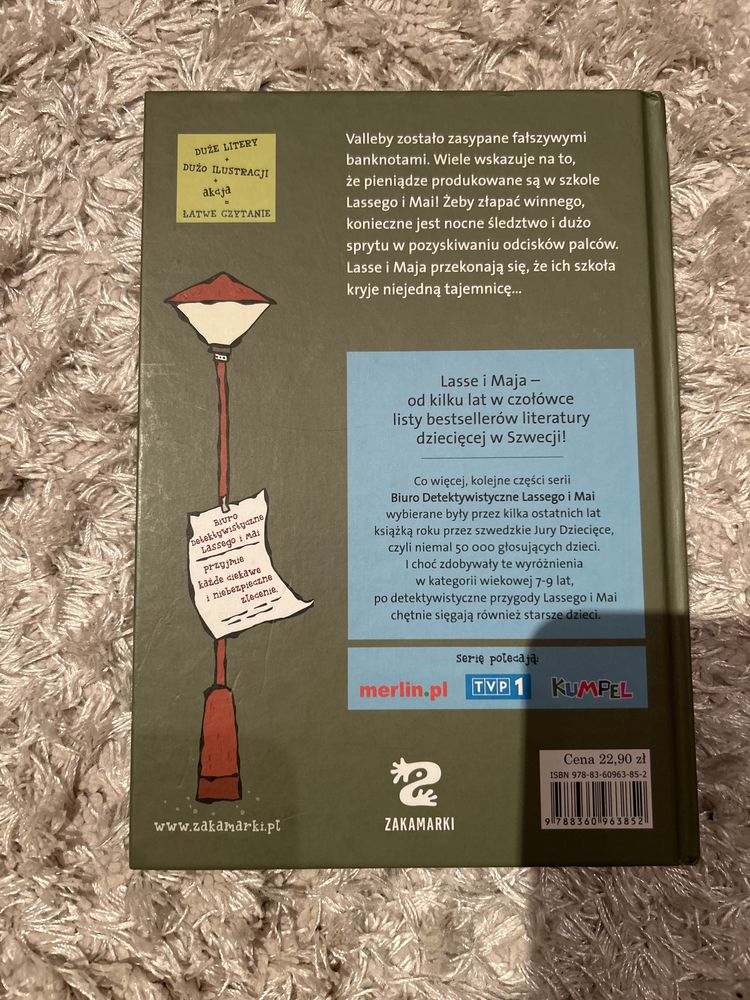 DUŻE LITERY
+
DUŻO ILUSTRACJI
+
akcja
=
ŁATWE CZYTANIE
Valleby zostało zasypane fałszywymi
banknotami. Wiele wskazuje na to,
że pieniądze produkowane są w szkole
Lassego i Mai! Żeby złapać winnego,
konieczne jest nocne śledztwo i dużo
sprytu w pozyskiwaniu odcisków palców.
Lasse i Maja przekonają się, że ich szkoła
kryje niejedną tajemnicę...
Lasse i Maja –
od kilku lat w czołówce
listy bestsellerów literatury
dziecięcej w Szwecji!
Co więcej, kolejne części serii
Biuro Detektywistyczne Lassego i Mai
wybierane były przez kilka ostatnich lat
książką roku przez szwedzkie Jury Dziecięce,
czyli niemal 50 000 głosujących dzieci.
I choć zdobywały te wyróżnienia
w kategorii wiekowej 7-9 lat,
po detektywistyczne przygody Lassego i Mai
chętnie sięgają również starsze dzieci.
Biuro
Detektywistyczne
Lassego i Mai
przyjmie
każde ciekawe
i niebezpieczne
zlecenie.
Serię polecają:
merlin.pl
TVP 1
KUMPEL
www.zakamarki.pl
ZAKAMARKI
Cena 22,90 zł
ISBN 978-83-60963-85-2
9 788360 963852